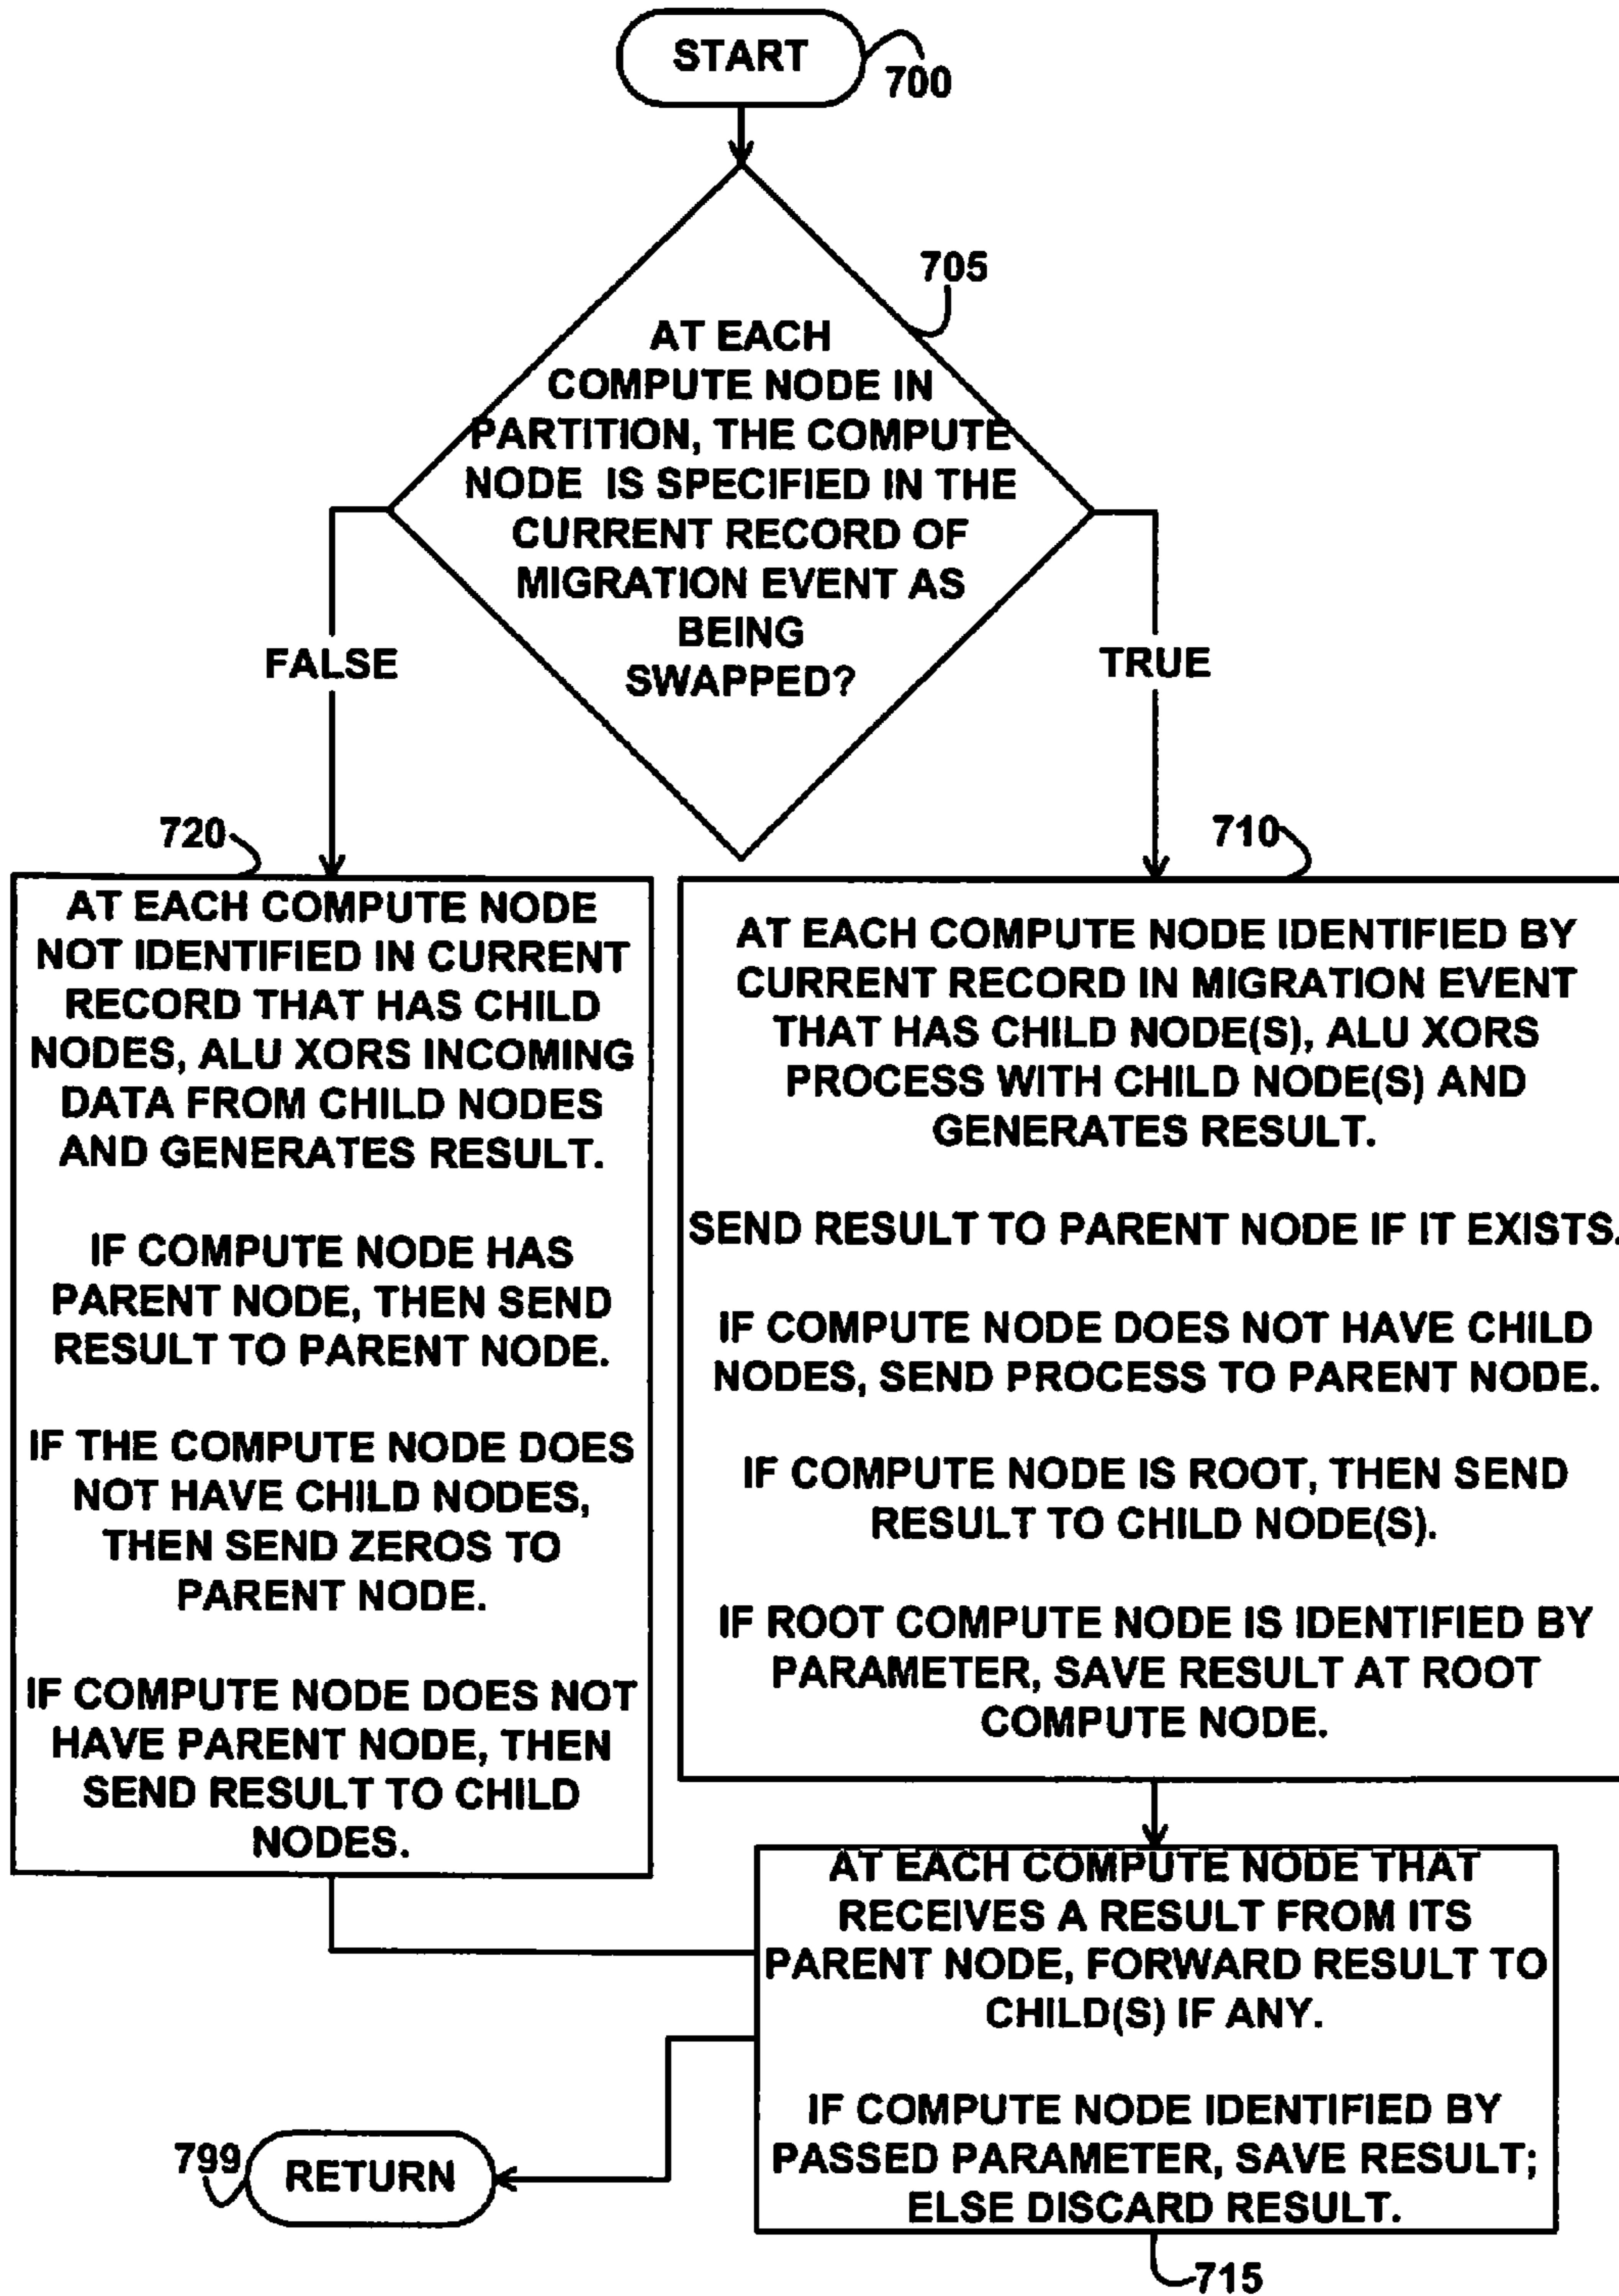 START
700
705
AT EACH
COMPUTE NODE IN
PARTITION, THE COMPUTE
NODE IS SPECIFIED IN THE
CURRENT RECORD OF
MIGRATION EVENT AS
BEING
SWAPPED?
FALSE
TRUE
720
AT EACH COMPUTE NODE
NOT IDENTIFIED IN CURRENT
RECORD THAT HAS CHILD
NODES, ALU XORS INCOMING
DATA FROM CHILD NODES
AND GENERATES RESULT.
IF COMPUTE NODE HAS
PARENT NODE, THEN SEND
RESULT TO PARENT NODE.
IF THE COMPUTE NODE DOES
NOT HAVE CHILD NODES,
THEN SEND ZEROS TO
PARENT NODE.
IF COMPUTE NODE DOES NOT
HAVE PARENT NODE, THEN
SEND RESULT TO CHILD
NODES.
710
AT EACH COMPUTE NODE IDENTIFIED BY
CURRENT RECORD IN MIGRATION EVENT
THAT HAS CHILD NODE(S), ALU XORS
PROCESS WITH CHILD NODE(S) AND
GENERATES RESULT.
SEND RESULT TO PARENT NODE IF IT EXISTS.
IF COMPUTE NODE DOES NOT HAVE CHILD
NODES, SEND PROCESS TO PARENT NODE.
IF COMPUTE NODE IS ROOT, THEN SEND
RESULT TO CHILD NODE(S).
IF ROOT COMPUTE NODE IS IDENTIFIED BY
PARAMETER, SAVE RESULT AT ROOT
COMPUTE NODE.
AT EACH COMPUTE NODE THAT
RECEIVES A RESULT FROM ITS
PARENT NODE, FORWARD RESULT TO
CHILD(S) IF ANY.
IF COMPUTE NODE IDENTIFIED BY
PASSED PARAMETER, SAVE RESULT;
ELSE DISCARD RESULT.
715
799
RETURN